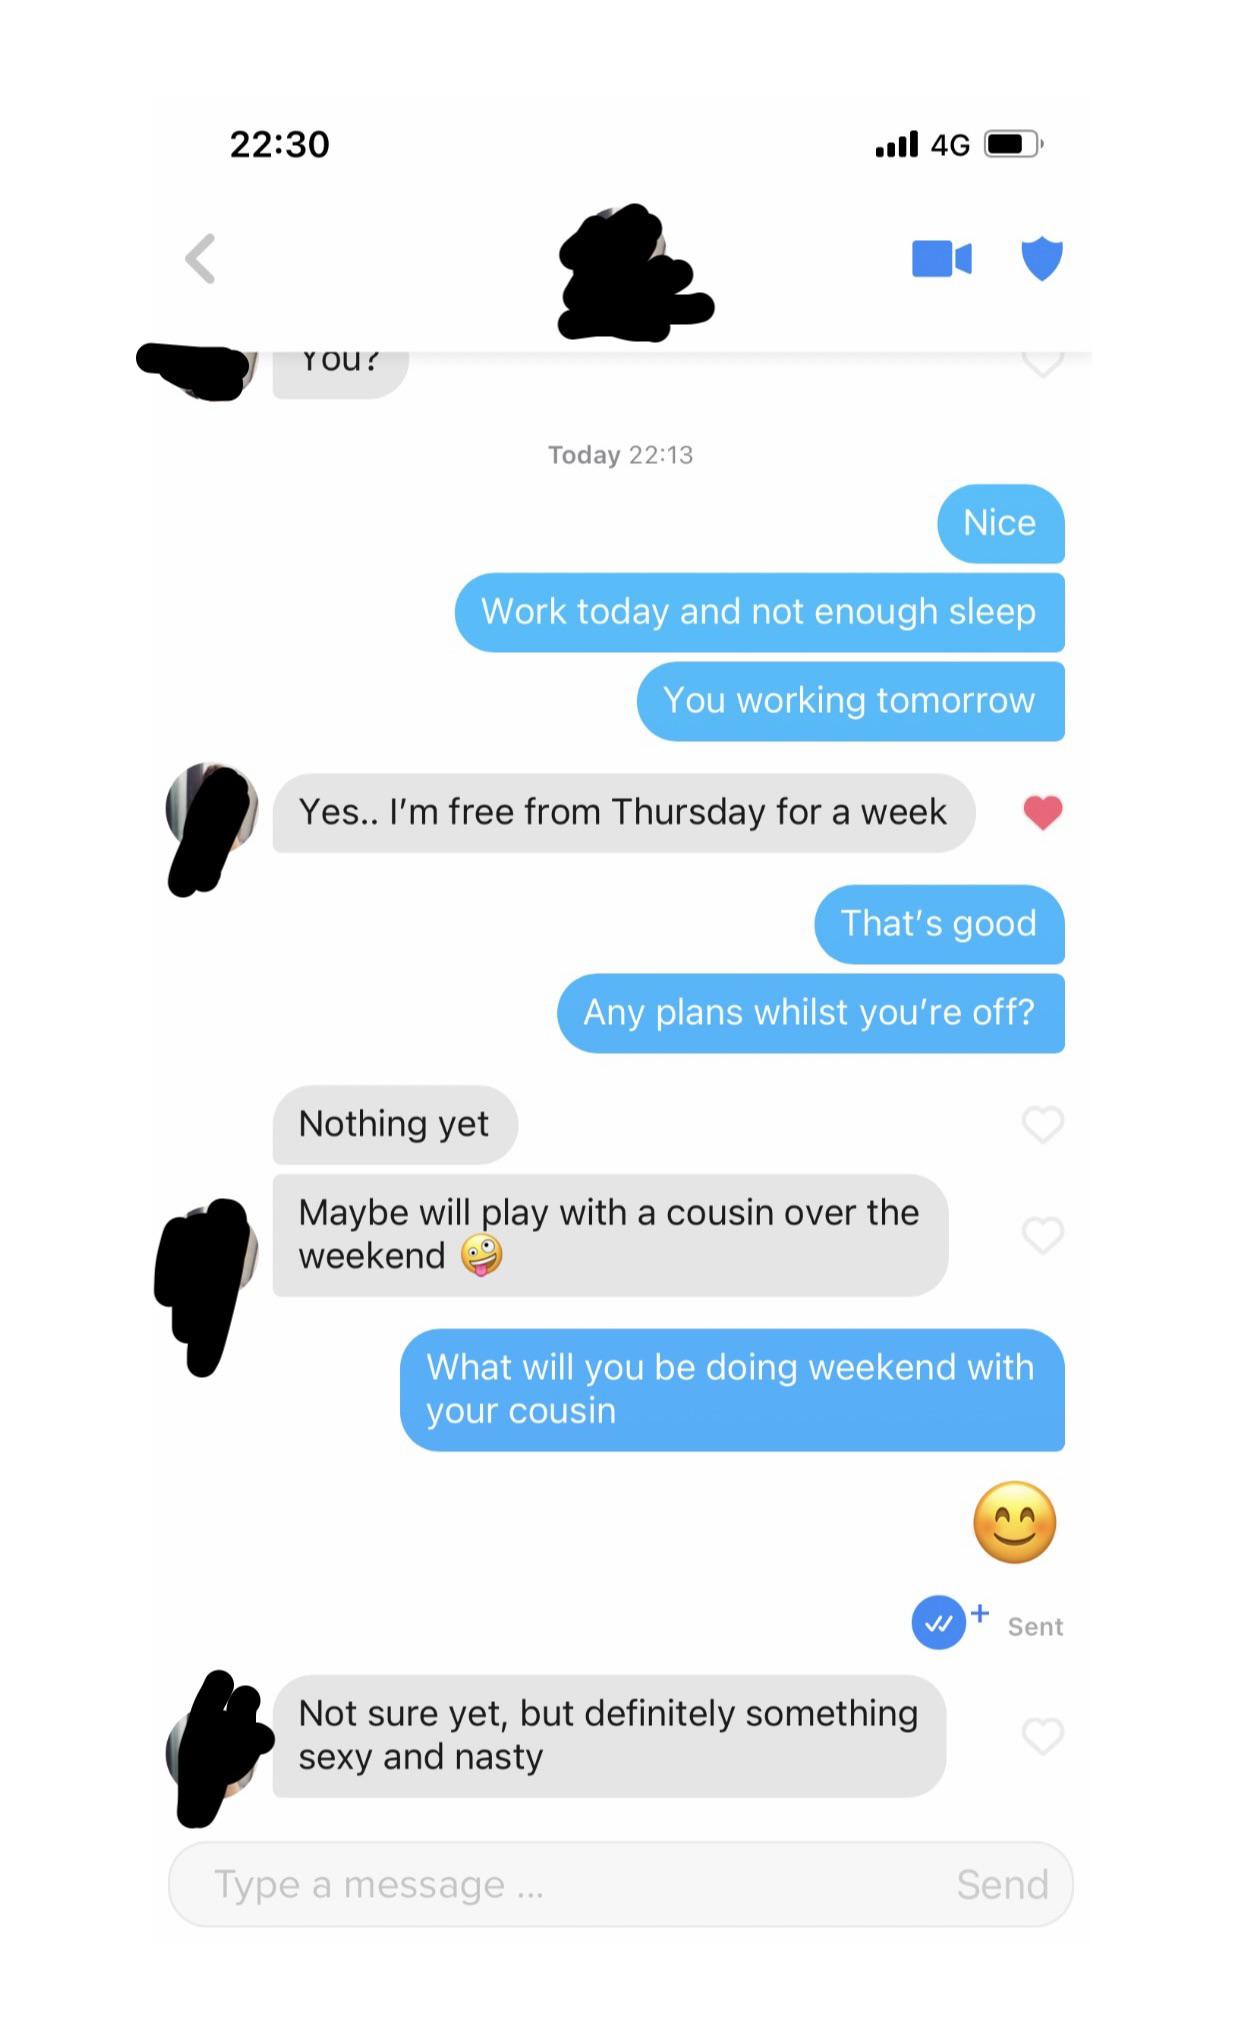 22:30
4G
You?
Today 22:13
Nice
Work today and not enough sleep
You working tomorrow
Yes.. I’m free from Thursday for a week
That’s good
Any plans whilst you’re off?
Nothing yet
Maybe will play with a cousin over the
weekend 🤪
What will you be doing weekend with
your cousin
😊
Sent
Not sure yet, but definitely something
sexy and nasty
Type a message ...
Send